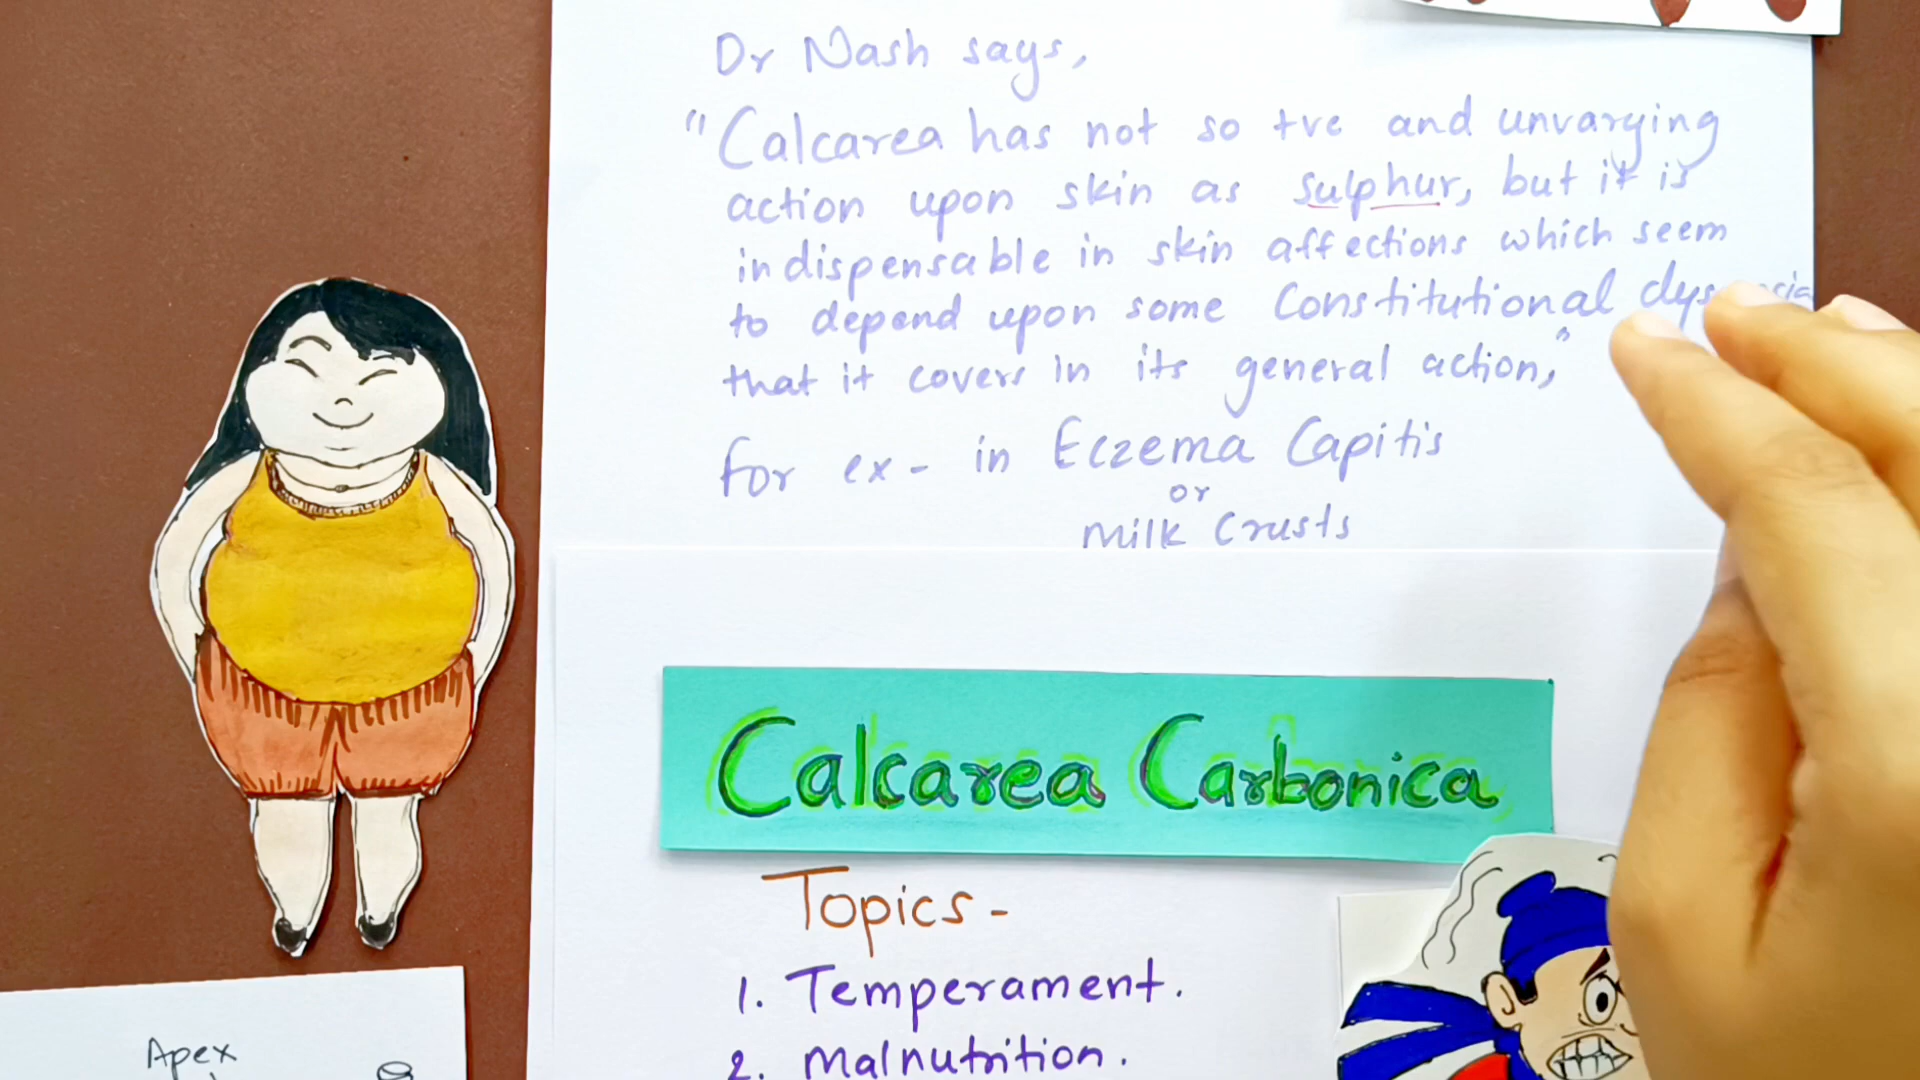 Dr Nash says,
"Calcarea has not so +ve and unvarying
action upon skin as sulphur, but it is
indispensable in skin affections which seem
to depend upon some Constitutional
that it covers in its general action,"
for ex - in Eczema Capitis
or
Milk Crusts
Calcarea Carbonica
Topics -
1. Temperament.
2. Malnutrition.
Apex